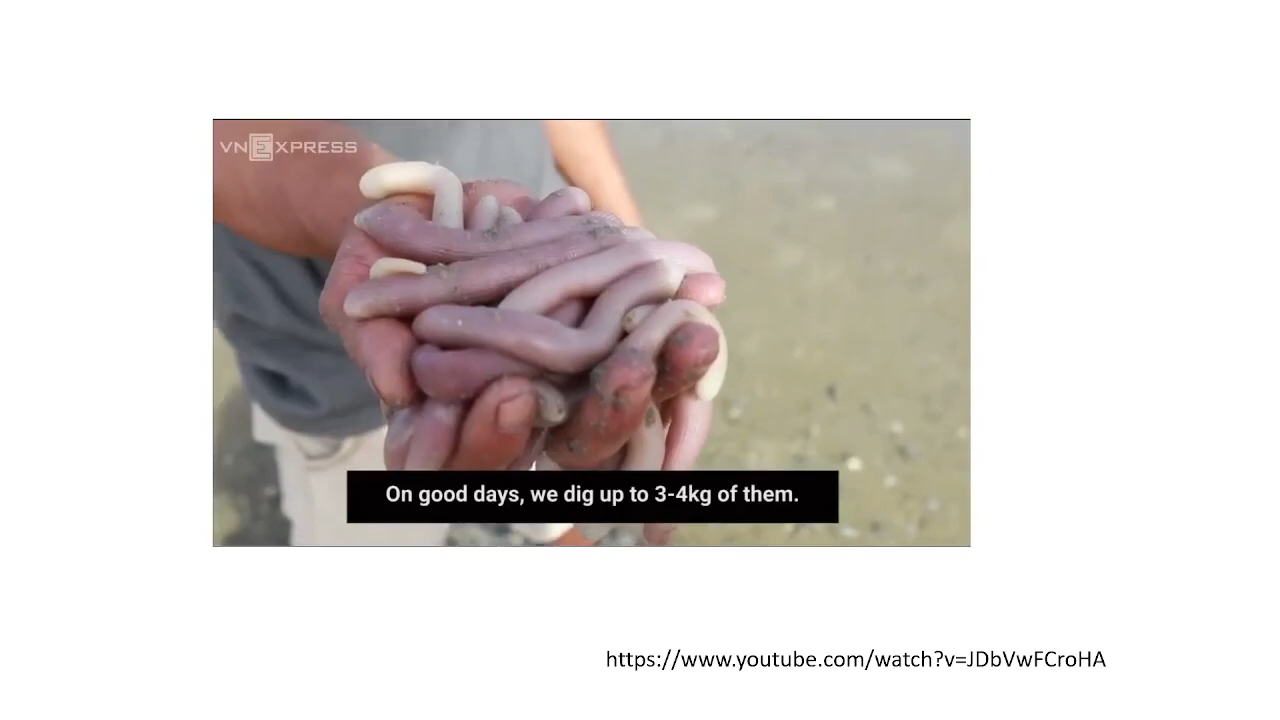 VNEXPRESS
On good days, we dig up to 3-4kg of them.
https://www.youtube.com/watch?v=JDbVwFCroHA